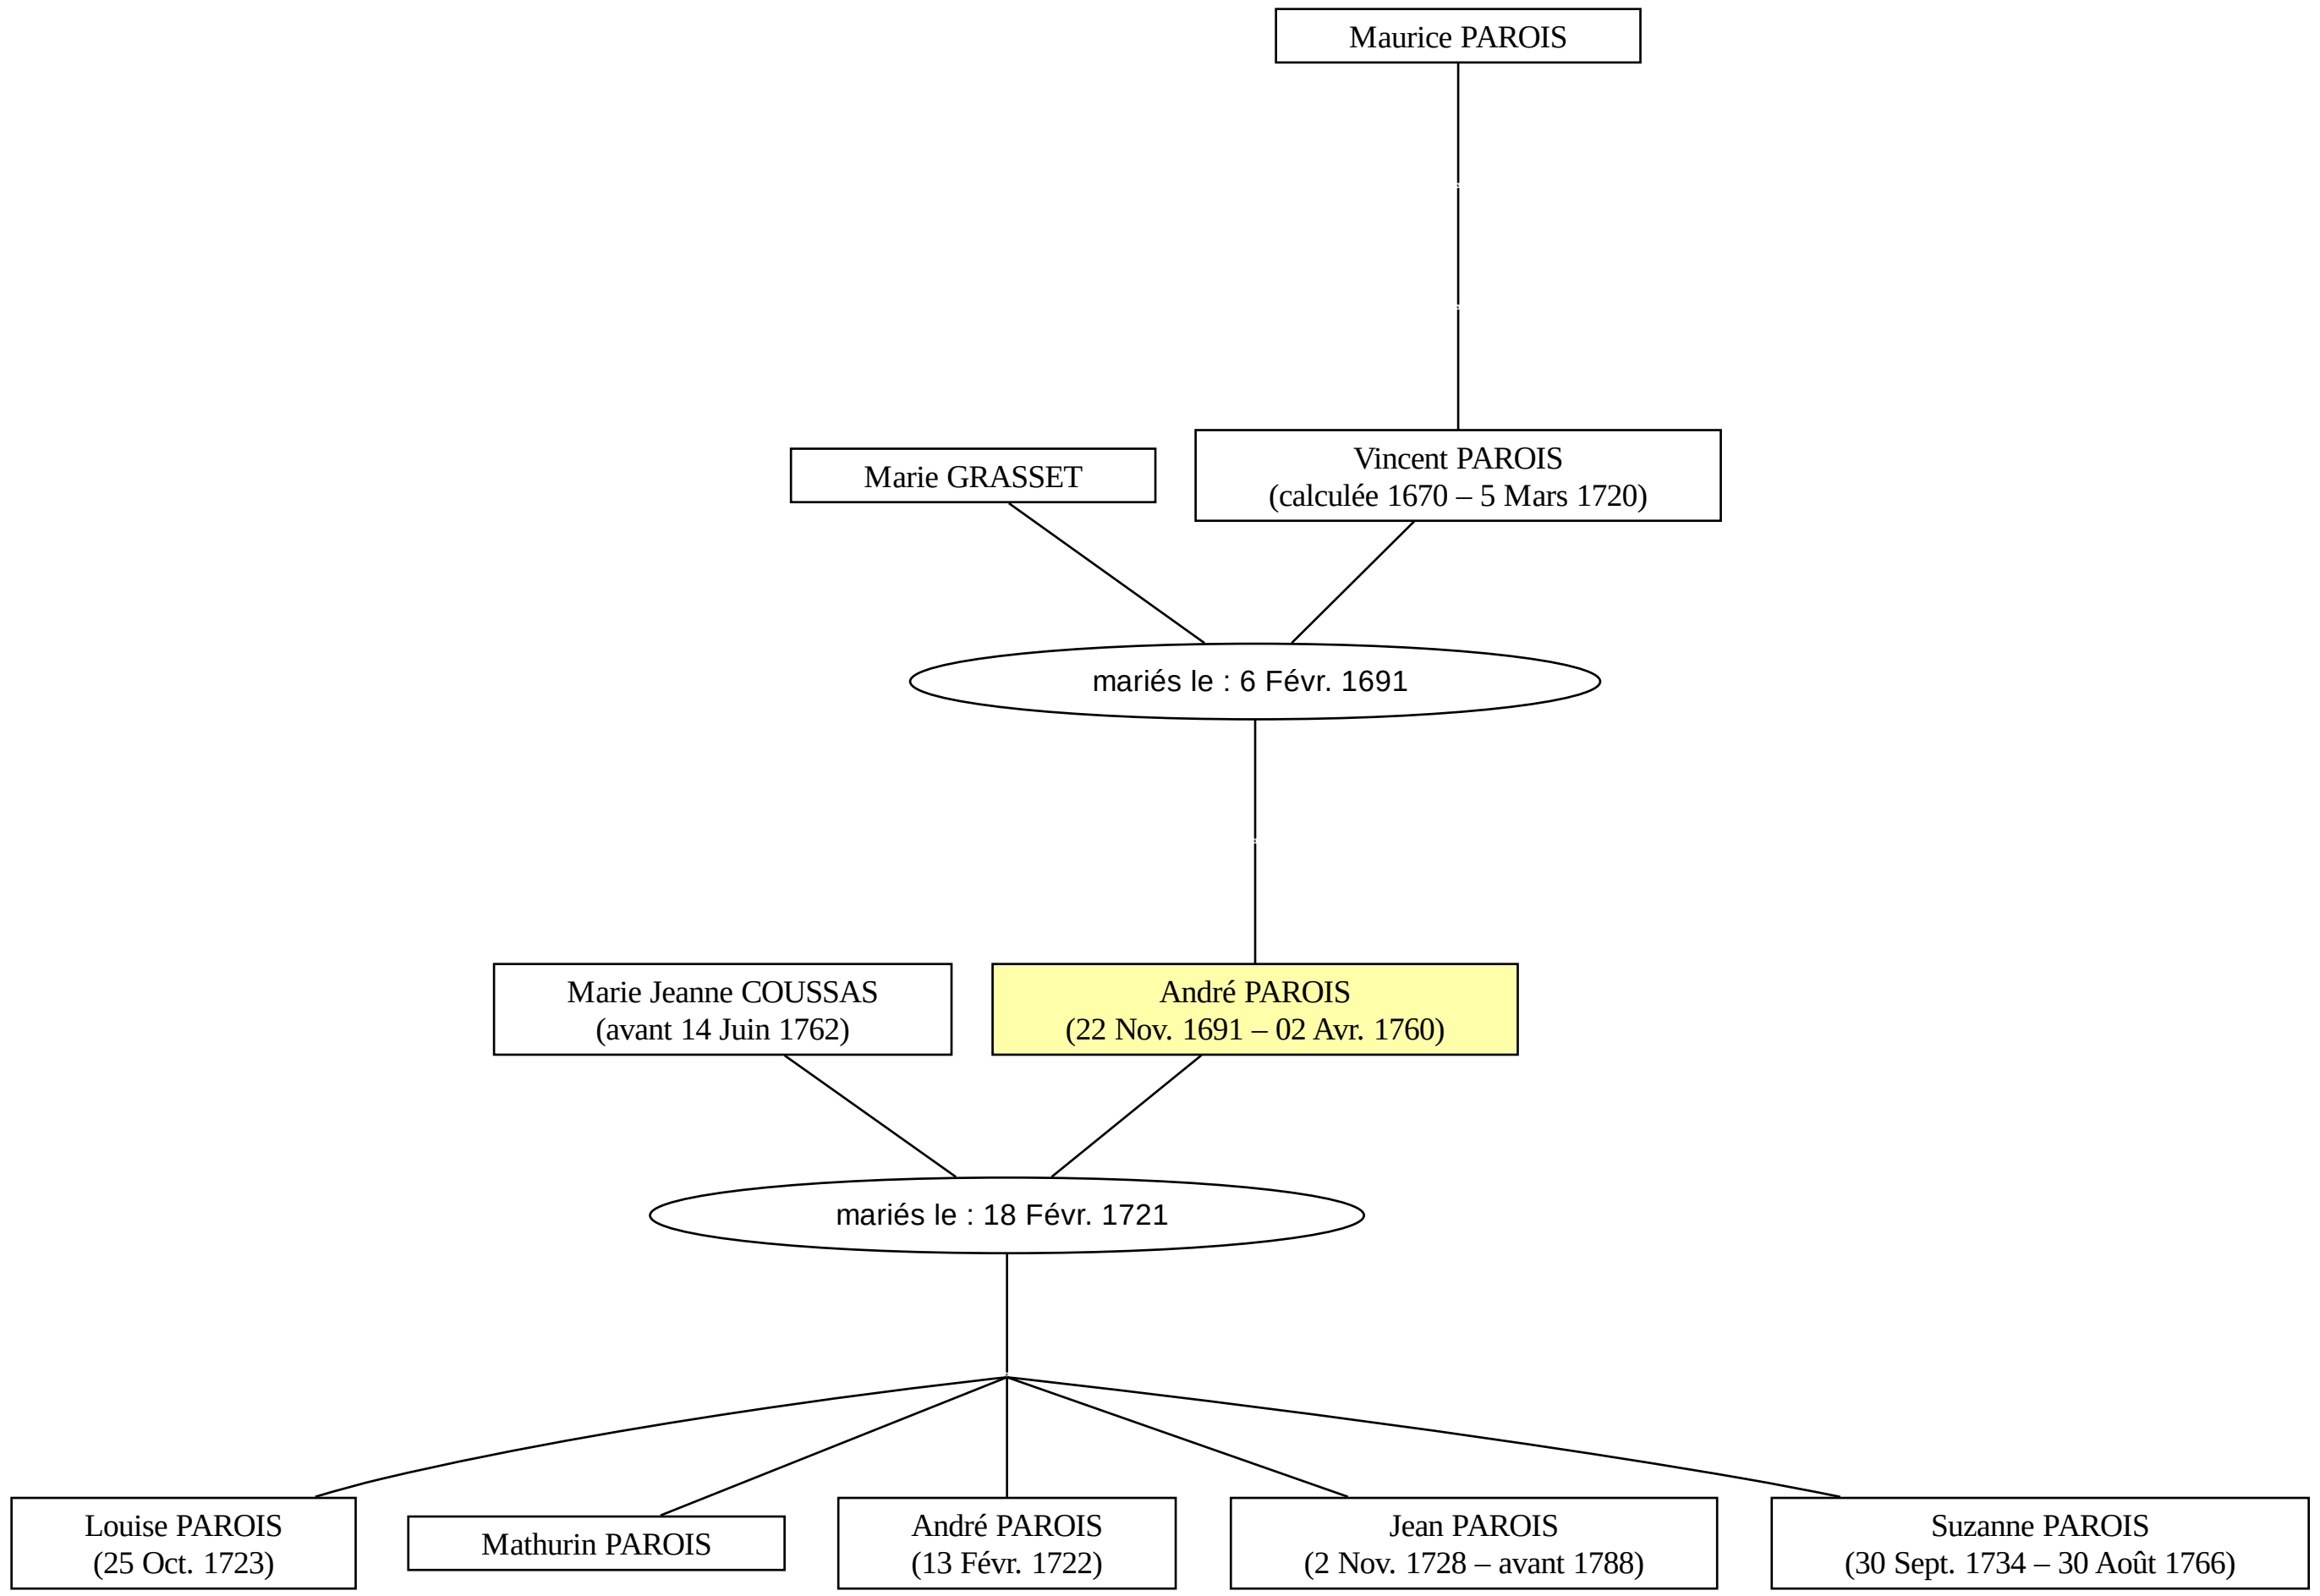 Maurice PAROIS
Marie GRASSET
Vincent PAROIS
(calculée 1670 – 5 Mars 1720)
mariés le : 6 Févr. 1691
Marie Jeanne COUSSAS
(avant 14 Juin 1762)
André PAROIS
(22 Nov. 1691 – 02 Avr. 1760)
mariés le : 18 Févr. 1721
Louise PAROIS
(25 Oct. 1723)
Mathurin PAROIS
André PAROIS
(13 Févr. 1722)
Jean PAROIS
(2 Nov. 1728 – avant 1788)
Suzanne PAROIS
(30 Sept. 1734 – 30 Août 1766)